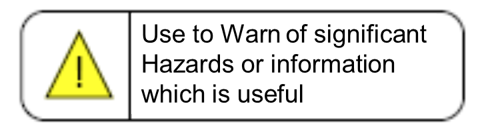 Use to Warn of significant
Hazards or information
which is useful